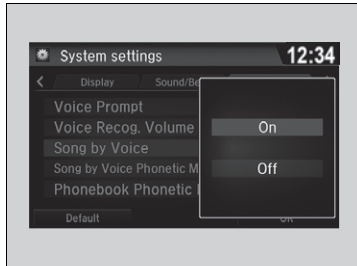 System settings
12:34
Display
Sound/Be
Voice Prompt
Voice Recog. Volume
On
Song by Voice
Song by Voice Phonetic M
Off
Phonebook Phonetic
Default